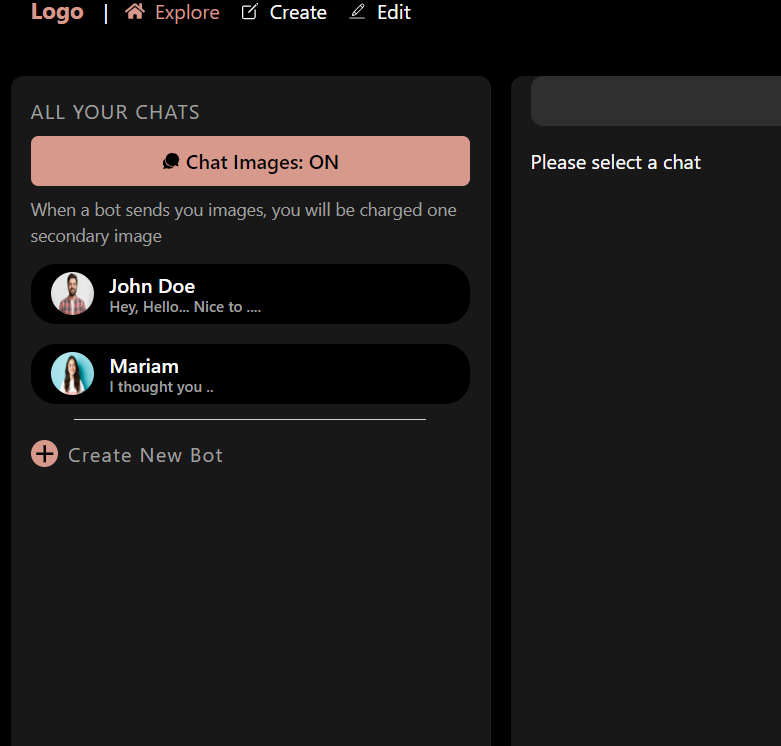 Logo | Explore Create Edit
ALL YOUR CHATS
Chat Images: ON
When a bot sends you images, you will be charged one
secondary image
John Doe
Hey, Hello... Nice to ....
Mariam
I thought you ..
Create New Bot
Please select a chat